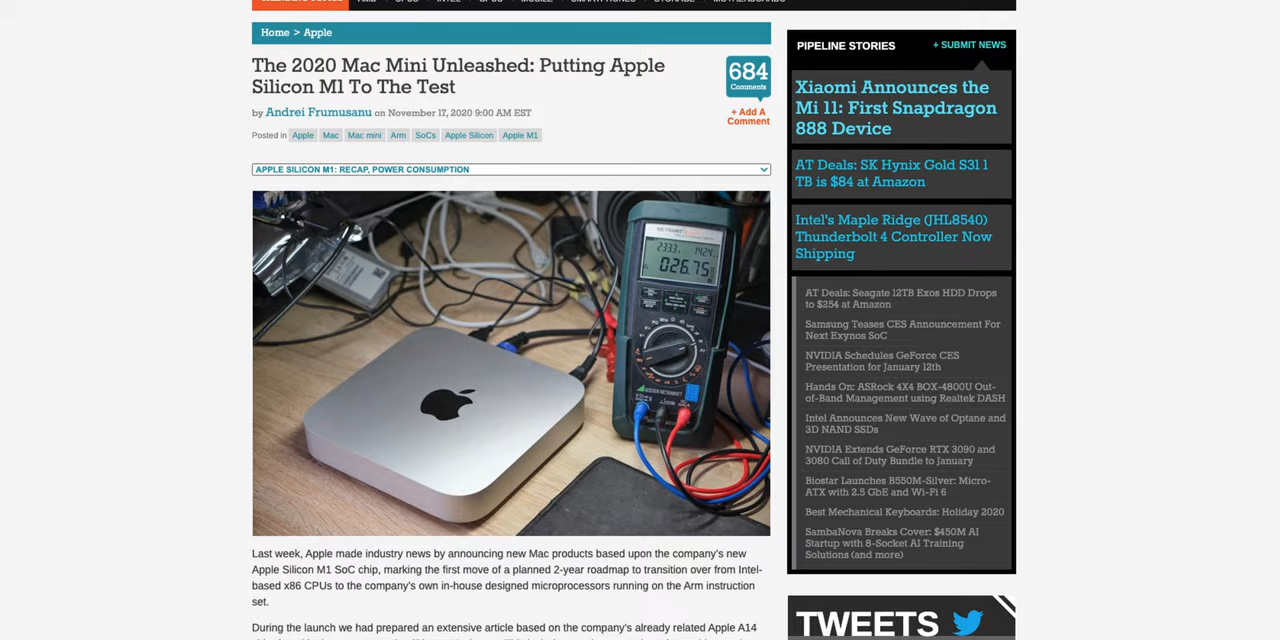 Home > Apple
The 2020 Mac Mini Unleashed: Putting Apple
Silicon M1 To The Test
by Andrei Frumusanu on November 17, 2020 9:00 AM EST
Posted in Apple Mac Mac mini Arm SoCs Apple Silicon Apple M1
684
Comments
+ Add A
Comment
APPLE SILICON M1: RECAP, POWER CONSUMPTION
026.75
Last week, Apple made industry news by announcing new Mac products based upon the company's new
Apple Silicon M1 SoC chip, marking the first move of a planned 2-year roadmap to transition over from Intel-
based x86 CPUs to the company's own in-house designed microprocessors running on the Arm instruction
set.
During the launch we had prepared an extensive article based on the company's already related Apple A14
PIPELINE STORIES
+ SUBMIT NEWS
Xiaomi Announces the
Mi 11: First Snapdragon
888 Device
AT Deals: SK Hynix Gold S31 1
TB is $84 at Amazon
Intel's Maple Ridge (JHL8540)
Thunderbolt 4 Controller Now
Shipping
AT Deals: Seagate 12TB Exos HDD Drops
to $254 at Amazon
Samsung Teases CES Announcement For
Next Exynos SoC
NVIDIA Schedules GeForce CES
Presentation for January 12th
Hands On: ASRock 4X4 BOX-4800U Out-
of-Band Management using Realtek DASH
Intel Announces New Wave of Optane and
3D NAND SSDs
NVIDIA Extends GeForce RTX 3090 and
3080 Call of Duty Bundle to January
Biostar Launches B550M-Silver: Micro-
ATX with 2.5 GbE and Wi-Fi 6
Best Mechanical Keyboards: Holiday 2020
SambaNova Breaks Cover: $450M AI
Startup with 8-Socket AI Training
Solutions (and more)
TWEETS